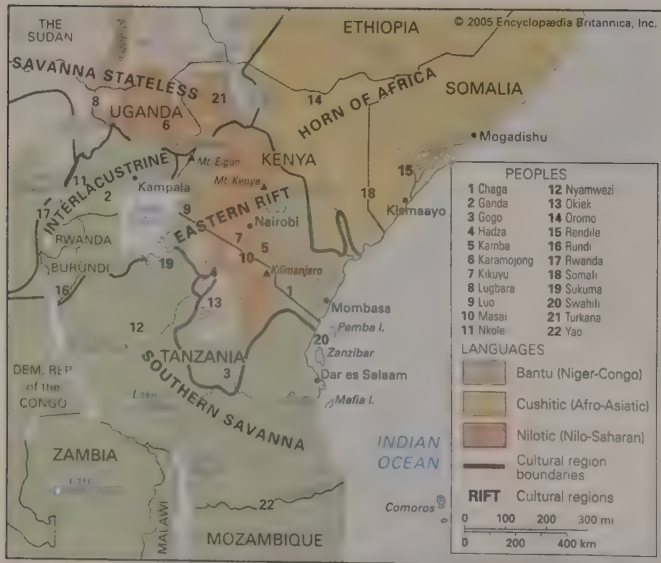 © 2005 Encyclopædia Britannica, Inc.
THE SUDAN
ETHIOPIA
SAVANNA STATELESS
8
21
14
HORN OF AFRICA
UGANDA
6
SOMALIA
Mt. Elgon
KENYA
Mogadishu
INTERLACUSTRINE
11
Kampala
Mt. Kenya
18
15
Kismaayo
2
9
EASTERN RIFT
17
Nairobi
RWANDA
7
5
BURUNDI
19
10
Kilimanjaro
16
4
1
13
Mombasa
12
Pemba I.
20
TANZANIA
Zanzibar
3
DEM. REP.
of the
CONGO
SOUTHERN SAVANNA
Dar es Salaam
Lake
Mafia I.
INDIAN
OCEAN
ZAMBIA
22
Comoros
MALAWI
MOZAMBIQUE
PEOPLES
1 Chaga
2 Ganda
3 Gogo
4 Hadza
5 Kamba
6 Karamojong
7 Kikuyu
8 Lugbara
9 Luo
10 Masai
11 Nkole
12 Nyamwezi
13 Okiek
14 Oromo
15 Rendile
16 Rundi
17 Rwanda
18 Somali
19 Sukuma
20 Swahili
21 Turkana
22 Yao
LANGUAGES
Bantu (Niger-Congo)
Cushitic (Afro-Asiatic)
Nilotic (Nilo-Saharan)
Cultural region
boundaries
RIFT Cultural regions
0 100 300 mi
0 200 400 km